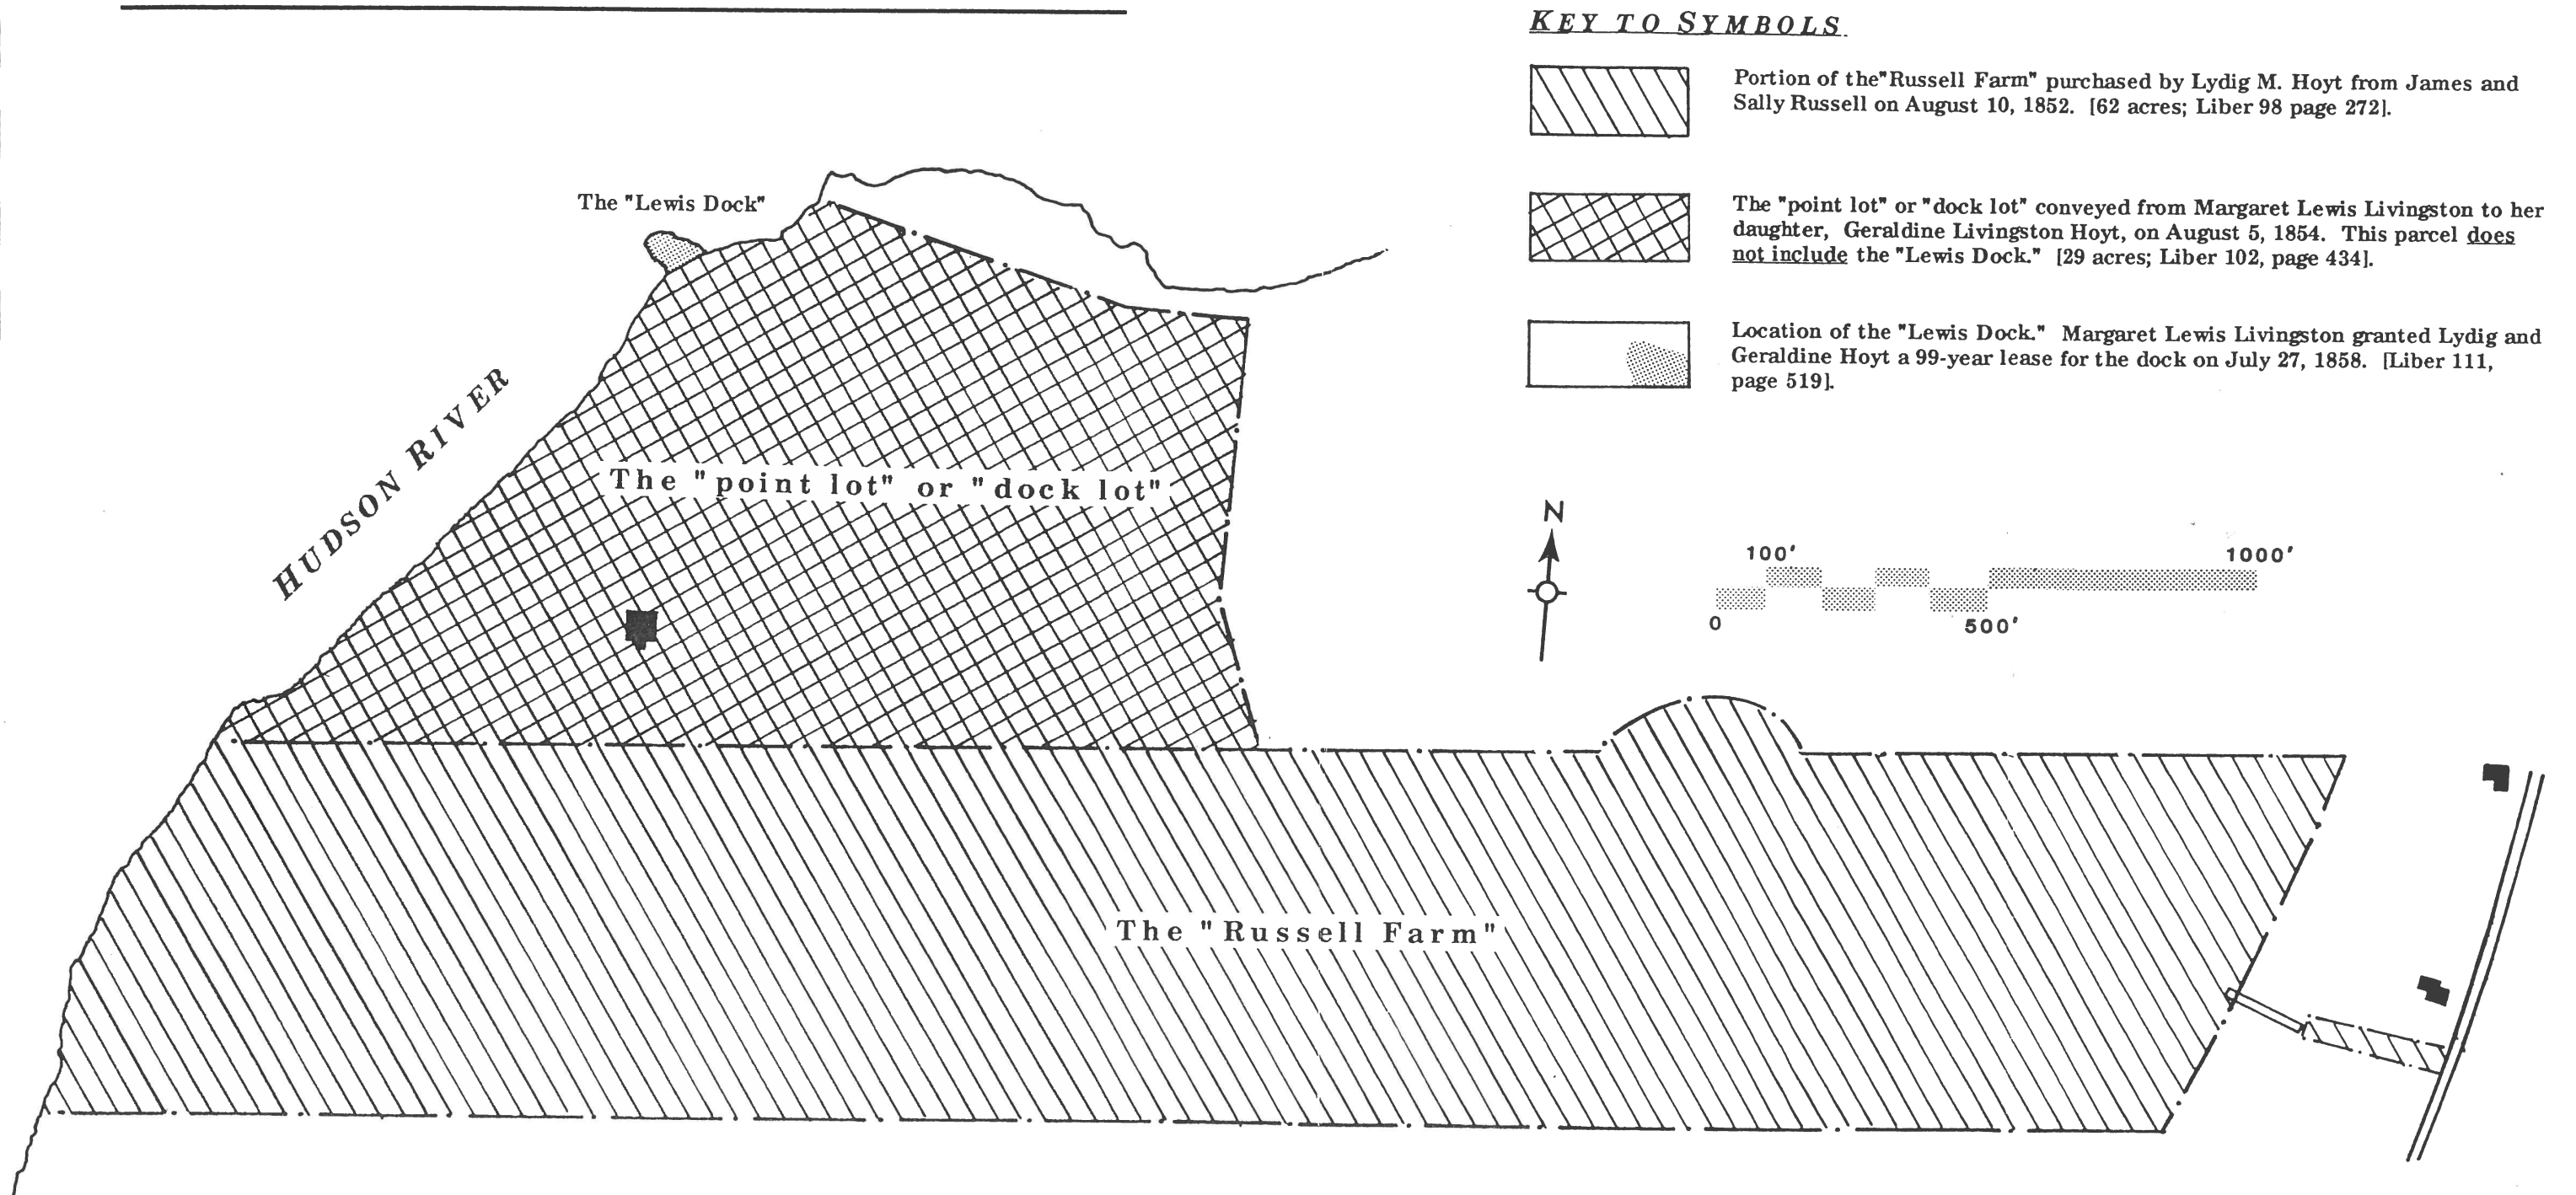 KEY TO SYMBOLS
Portion of the "Russell Farm" purchased by Lydig M. Hoyt from James and
Sally Russell on August 10, 1852. [62 acres; Liber 98 page 272].
The "point lot" or "dock lot" conveyed from Margaret Lewis Livingston to her
daughter, Geraldine Livingston Hoyt, on August 5, 1854. This parcel does
not include the "Lewis Dock." [29 acres; Liber 102, page 434].
Location of the "Lewis Dock." Margaret Lewis Livingston granted Lydig and
Geraldine Hoyt a 99-year lease for the dock on July 27, 1858. [Liber 111,
page 519].
The "Lewis Dock"
HUDSON RIVER
The "point lot" or "dock lot"
N
100' 1000'
0 500'
The "Russell Farm"